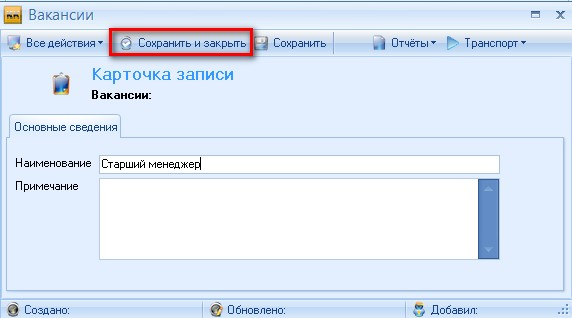 Вакансии
Все действия Сохранить и закрыть Сохранить Отчёты Транспорт
Карточка записи
Вакансии:
Основные сведения
Наименование Старший менеджер
Примечание
Создано: Обновлено: Добавил: